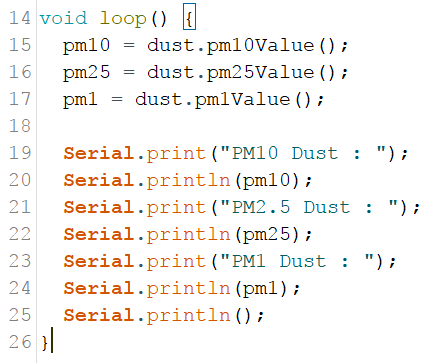 14 void loop() {
15   pm10 = dust.pm10Value();
16   pm25 = dust.pm25Value();
17   pm1 = dust.pm1Value();
18
19   Serial.print("PM10 Dust : ");
20   Serial.println(pm10);
21   Serial.print("PM2.5 Dust : ");
22   Serial.println(pm25);
23   Serial.print("PM1 Dust : ");
24   Serial.println(pm1);
25   Serial.println();
26 }